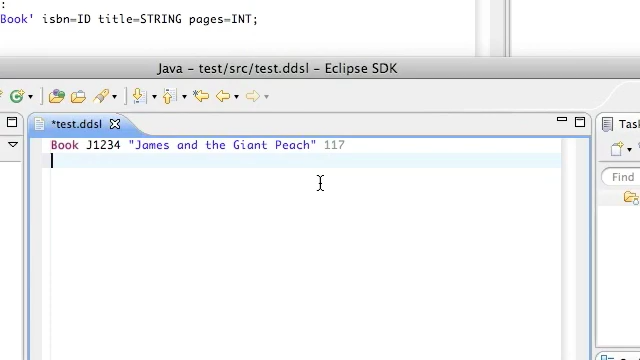 :
Book' isbn=ID title=STRING pages=INT;
Java – test/src/test.ddsl – Eclipse SDK
*test.ddsl
Task
Book J1234 "James and the Giant Peach" 117
Find